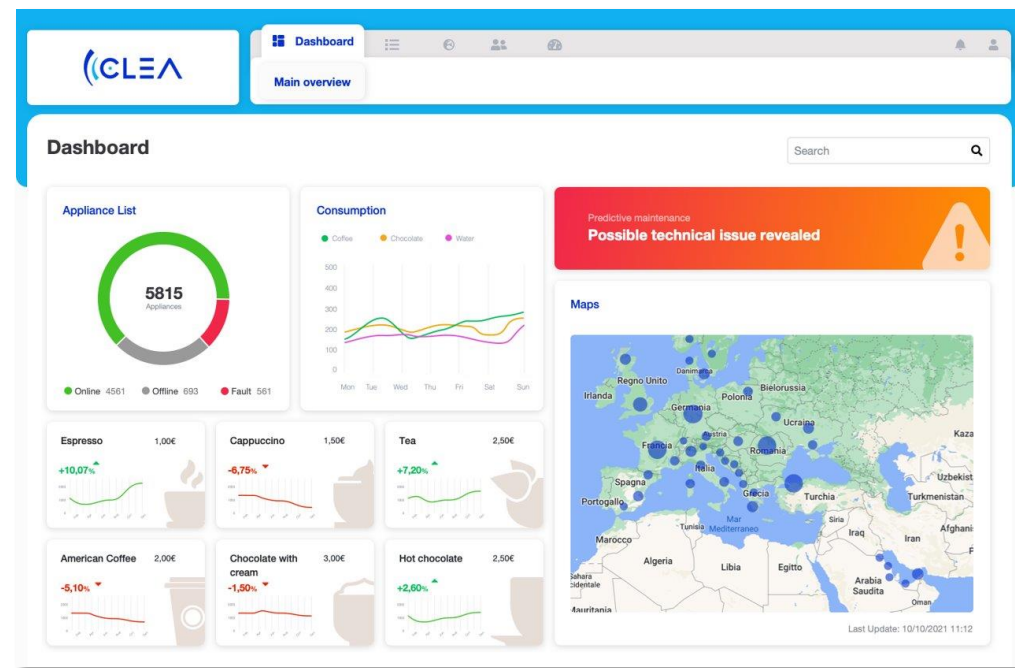 CLEA
Dashboard
Main overview
Dashboard
Search
Appliance List
5815
Appliances
Online 4561
Offline 693
Fault 561
Consumption
Coffee
Chocolate
Water
500
400
300
200
100
0
Mon Tue Wed Thu Fri Sat Sun
Predictive maintenance
Possible technical issue revealed
Espresso 1,00€
+10,07%
Cappuccino 1,50€
-6,75%
Tea 2,50€
+7,20%
American Coffee 2,00€
-5,10%
Chocolate with
cream
3,00€
-1,50%
Hot chocolate 2,50€
+2,60%
Maps
Regno Unito
Danimarca
Irlanda
Bielorussia
Polonia
Germania
Ucraina
Austria
Kaza
Francia
Romania
Italia
Uzbekist
Spagna
Grecia
Turchia
Turkmenistan
Portogallo
Mar
Mediterraneo
Tunisia
Siria
Afghani
Marocco
Iraq
Iran
Algeria
Libia
Egitto
Arabia
Saudita
Sahara
cidentale
Oman
Mauritania
Last Update: 10/10/2021 11:12